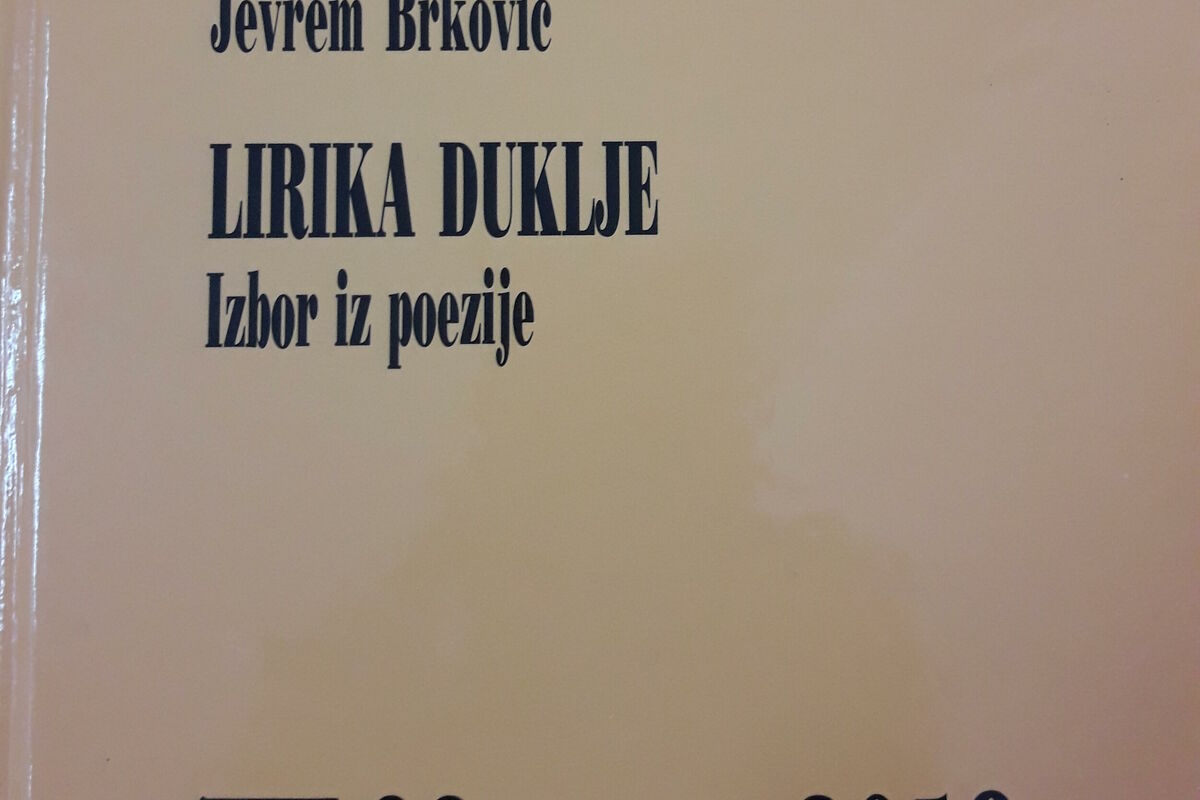 Jevrem Brković
LIRIKA DUKLJE
Izbor iz poezije